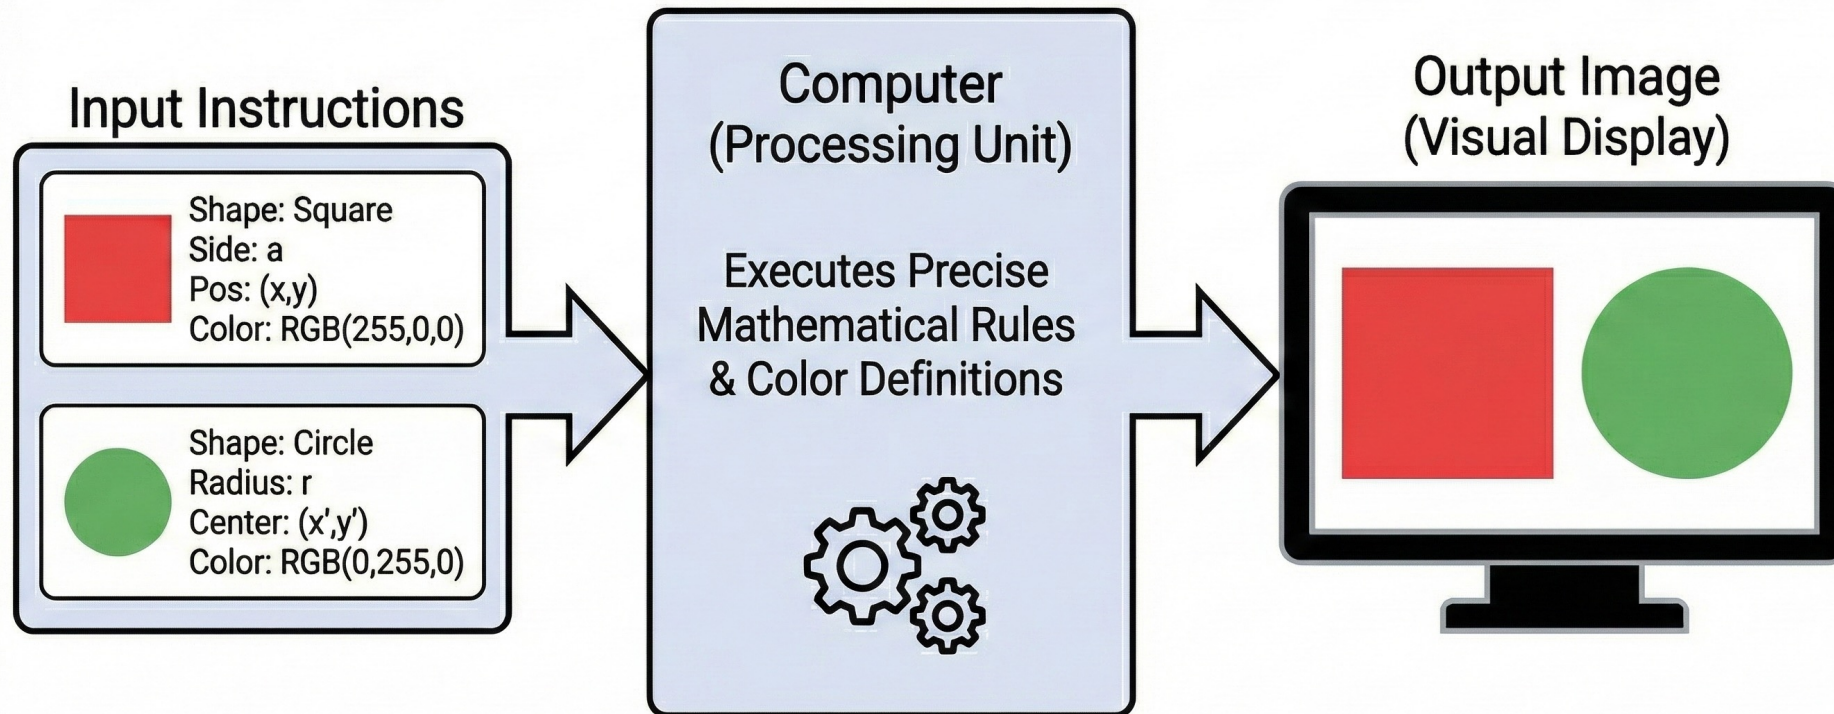 Input Instructions
Shape: Square
Side: a
Pos: (x,y)
Color: RGB(255,0,0)
Shape: Circle
Radius: r
Center: (x',y')
Color: RGB(0,255,0)
Computer
(Processing Unit)
Executes Precise
Mathematical Rules
& Color Definitions
Output Image
(Visual Display)